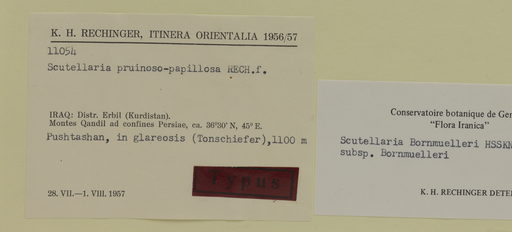 K. H. RECHINGER, ITINERA ORIENTALIA 1956/57
11054
Scutellaria pruinoso-papillosa RECH.f.
IRAQ: Distr. Erbil (Kurdistan).
Montes Qandil ad confines Persiae, ca. 36°30' N, 45° E.
Pushtashan, in glareosis (Tonschiefer),1100 m
Typus
28. VII.—1. VIII. 1957
Conservatoire botanique de Gen
"Flora Iranica"
Scutellaria Bornmuelleri HSSKN
subsp. Bornmuelleri
K. H. RECHINGER DETE